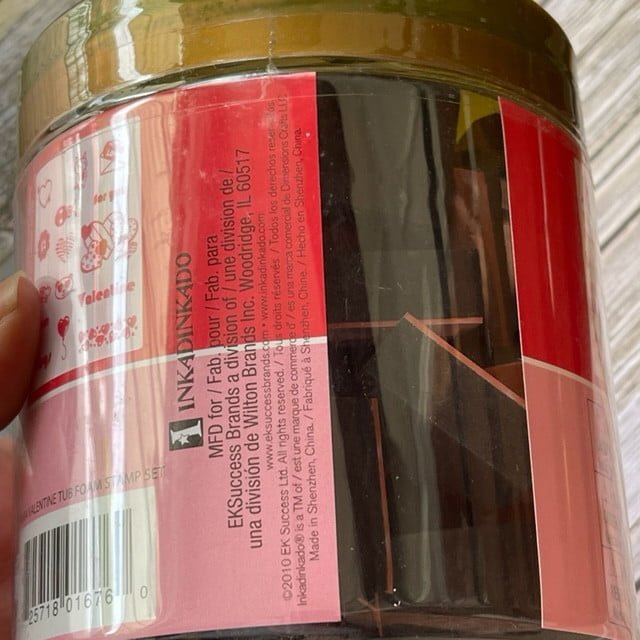 for you
Valentine
VALENTINE TUB FOAM STAMP SET
25718 01676 0
INKADINKADO
MFD for / Fab. pour / Fab. para
EKSuccess Brands a division of / une division de /
una división de Wilton Brands Inc. Woodridge, IL 60517
www.eksuccessbrands.com • www.inkadinkado.com
©2010 EK Success Ltd. All rights reserved. / Tous droits réservés. / Todos los derechos reservados.
Inkadinkado® is a TM of / est une marque de commerce d' / es una marca comercial de Dimensions Crafts LLC
Made in Shenzhen, China. / Fabriqué à Shenzhen, Chine. / Hecho en Shenzhen, China.